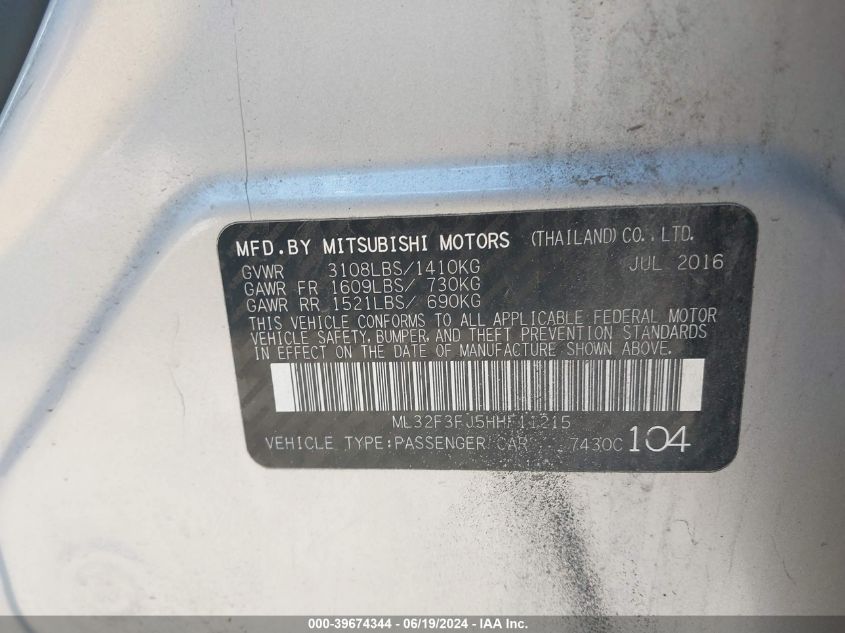 MFD.BY MITSUBISHI MOTORS (THAILAND) CO., LTD.
GVWR 3108LBS/1410KG JUL 2016
GAWR FR 1609LBS/ 730KG
GAWR RR 1521LBS/ 690KG
THIS VEHICLE CONFORMS TO ALL APPLICABLE FEDERAL MOTOR
VEHICLE SAFETY, BUMPER, AND THEFT PREVENTION STANDARDS
IN EFFECT ON THE DATE OF MANUFACTURE SHOWN ABOVE.
ML32F3FJ5HHF11215
VEHICLE TYPE:PASSENGER CAR 7430C 104
000-39674344 - 06/19/2024 - IAAI.COM